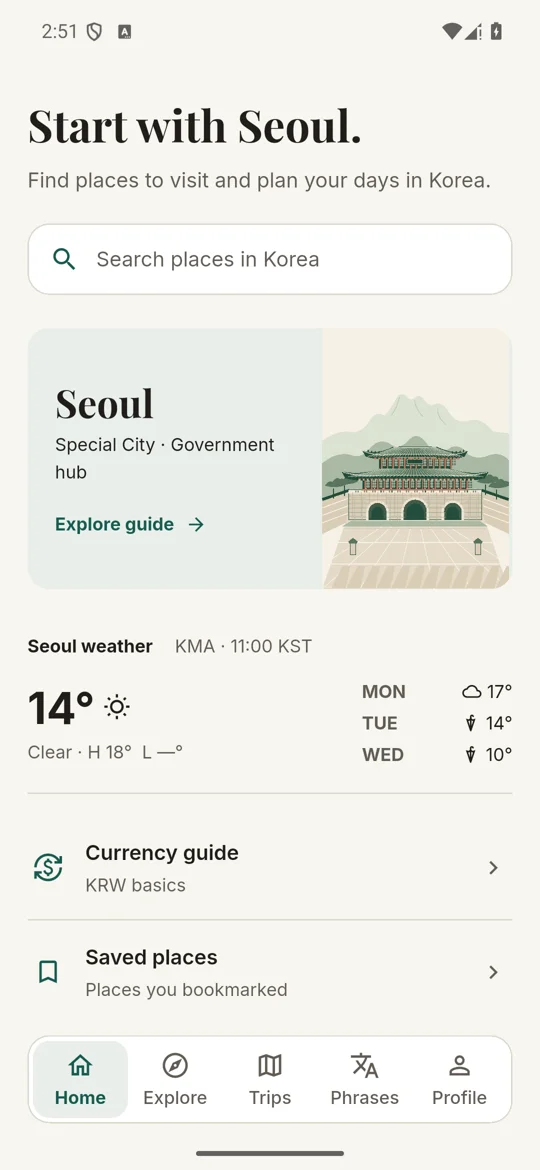 2:51
A
Start with Seoul.
Find places to visit and plan your days in Korea.
Search places in Korea
Seoul
Special City · Government
hub
Explore guide →
Seoul weather KMA · 11:00 KST
14°
Clear · H 18° L —°
MON 17°
TUE 14°
WED 10°
Currency guide
KRW basics
Saved places
Places you bookmarked
Home Explore Trips Phrases Profile